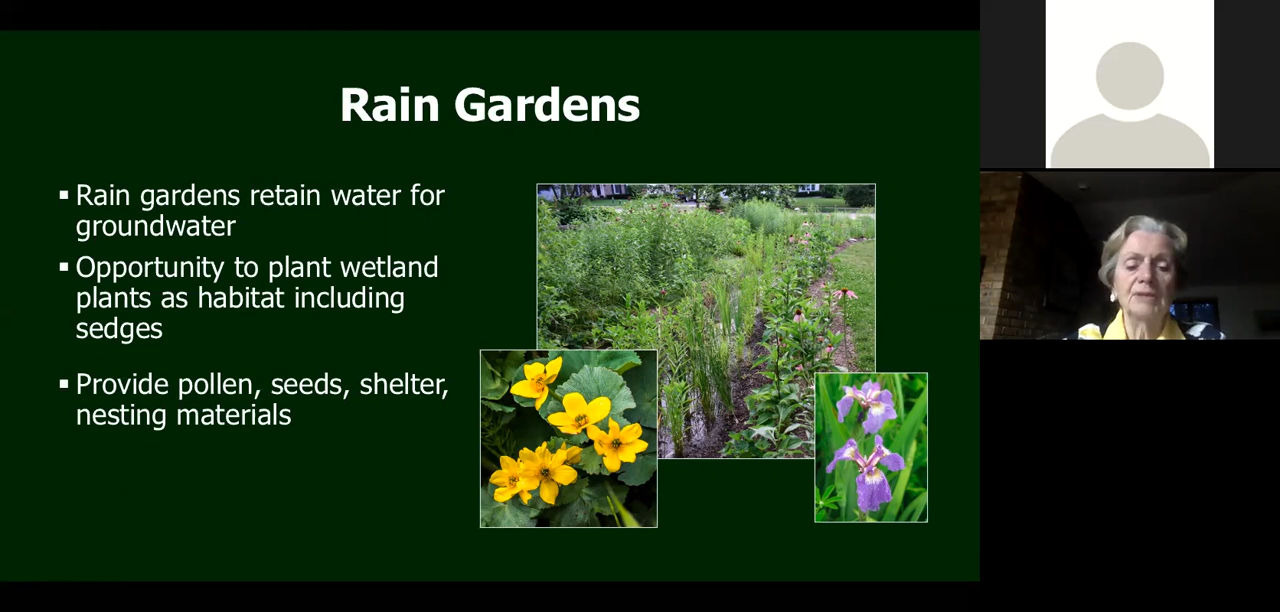 Rain Gardens
▪ Rain gardens retain water for
groundwater
▪ Opportunity to plant wetland
plants as habitat including
sedges
▪ Provide pollen, seeds, shelter,
nesting materials